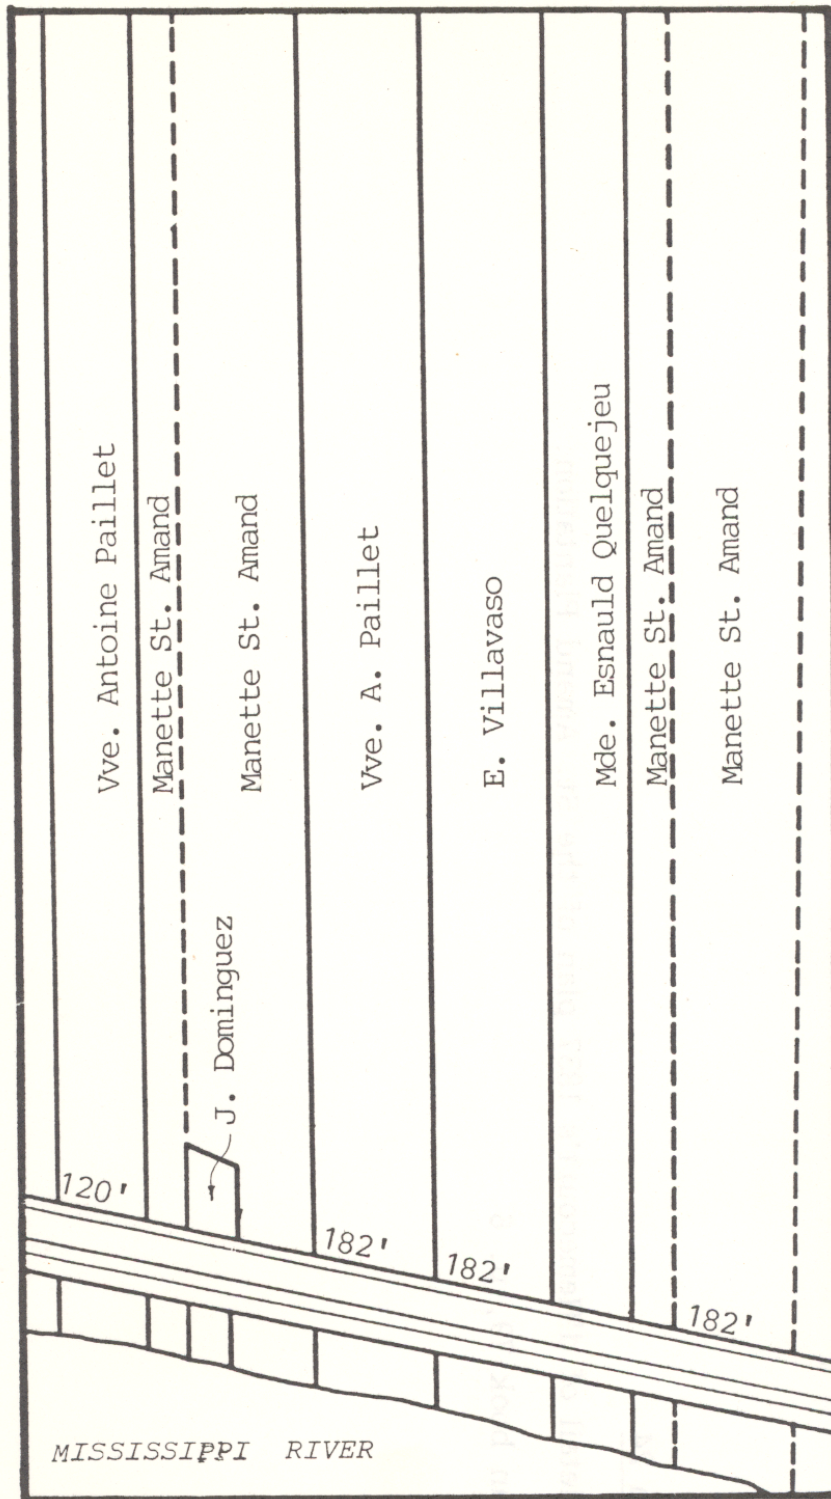 Vve. Antoine Paillet
Manette St. Amand
Manette St. Amand
Vve. A. Paillet
E. Villavaso
Mde. Esnauld Quelquejeu
Manette St. Amand
Manette St. Amand
J. Dominguez
120'
182'
182'
182'
MISSISSIPPI RIVER